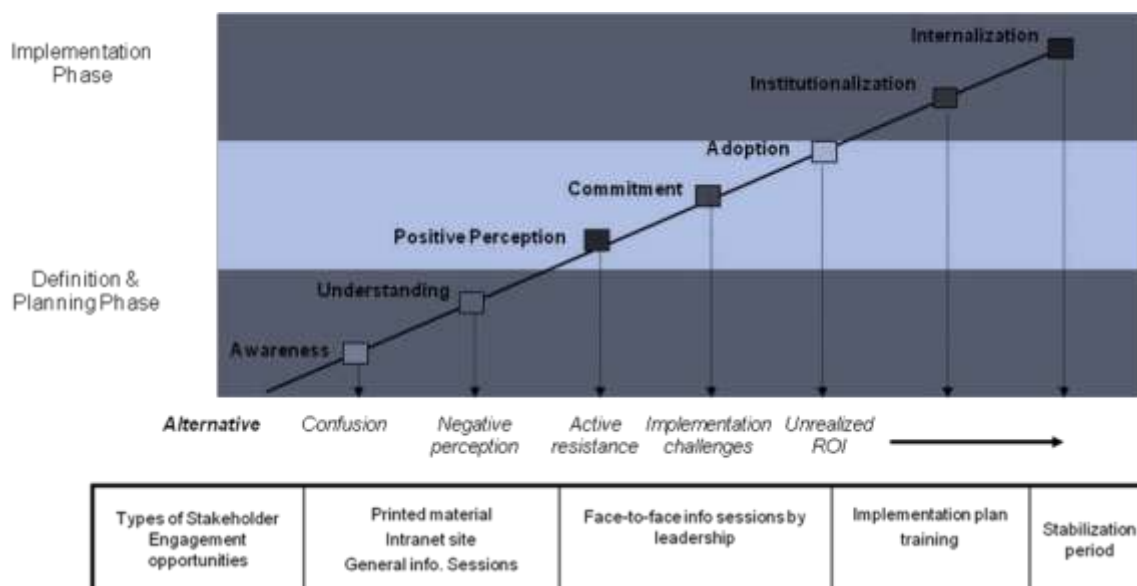 Implementation
Phase
Internalization
Institutionalization
Adoption
Commitment
Positive Perception
Definition &
Planning Phase
Understanding
Awareness
Alternative
Confusion
Negative
perception
Active
resistance
Implementation
challenges
Unrealized
ROI
Types of Stakeholder
Engagement
opportunities
Printed material
Intranet site
General info. Sessions
Face-to-face info sessions by
leadership
Implementation plan
training
Stabilization
period